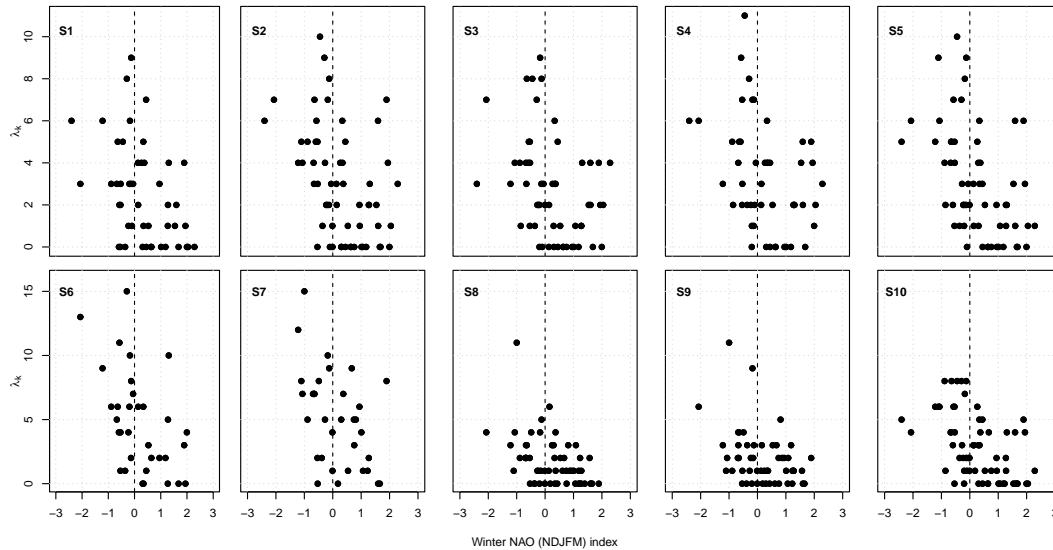 S1 S2 S3 S4 S5
10
8
6
4
2
0
λk
S6 S7 S8 S9 S10
15
10
5
0
λk
−3 −2 −1 0 1 2 3 −3 −2 −1 0 1 2 3 −3 −2 −1 0 1 2 3 −3 −2 −1 0 1 2 3 −3 −2 −1 0 1 2 3
Winter NAO (NDJFM) index